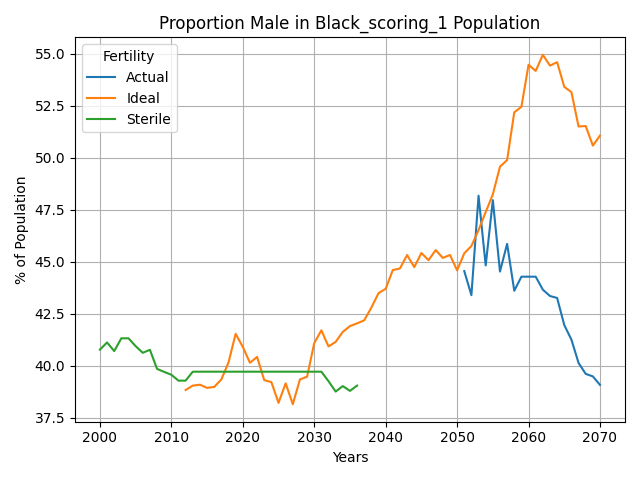 Proportion Male in Black_scoring_1 Population
Fertility
Actual
Ideal
Sterile
% of Population
55.0
52.5
50.0
47.5
45.0
42.5
40.0
37.5
2000 2010 2020 2030 2040 2050 2060 2070
Years